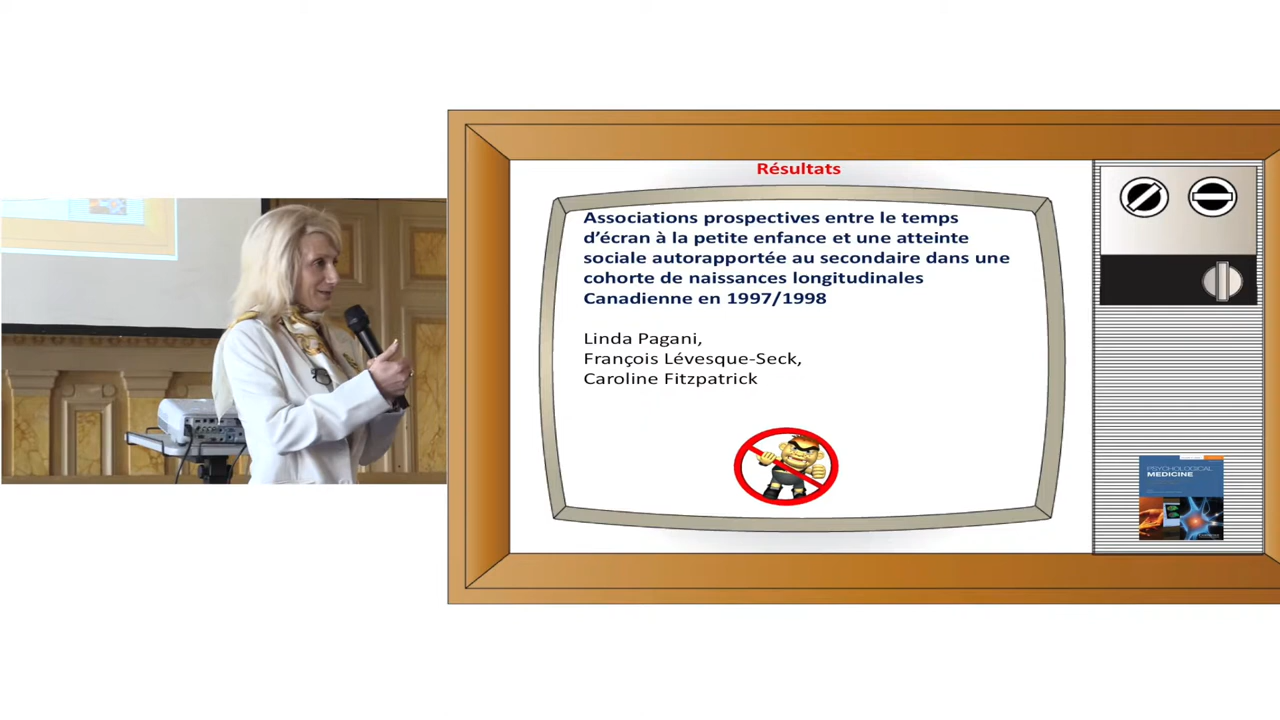 Résultats
Associations prospectives entre le temps
d’écran à la petite enfance et une atteinte
sociale autorapportée au secondaire dans une
cohorte de naissances longitudinales
Canadienne en 1997/1998
Linda Pagani,
François Lévesque-Seck,
Caroline Fitzpatrick
PSYCHOLOGICAL
MEDICINE